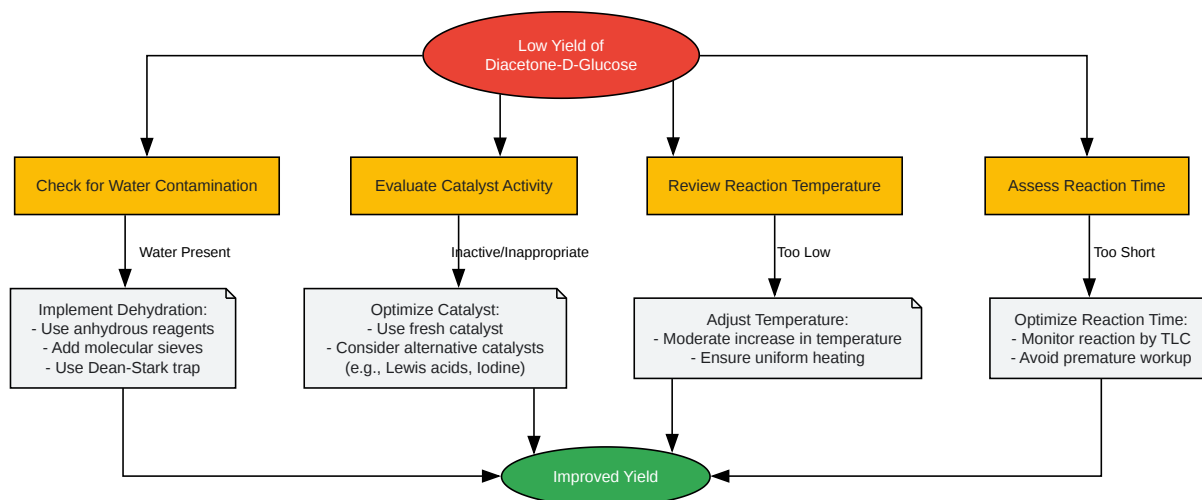 Low Yield of
Diacetone-D-Glucose
Check for Water Contamination
Evaluate Catalyst Activity
Review Reaction Temperature
Assess Reaction Time
Water Present
Inactive/Inappropriate
Too Low
Too Short
Implement Dehydration:
- Use anhydrous reagents
- Add molecular sieves
- Use Dean-Stark trap
Optimize Catalyst:
- Use fresh catalyst
- Consider alternative catalysts
(e.g., Lewis acids, Iodine)
Adjust Temperature:
- Moderate increase in temperature
- Ensure uniform heating
Optimize Reaction Time:
- Monitor reaction by TLC
- Avoid premature workup
Improved Yield